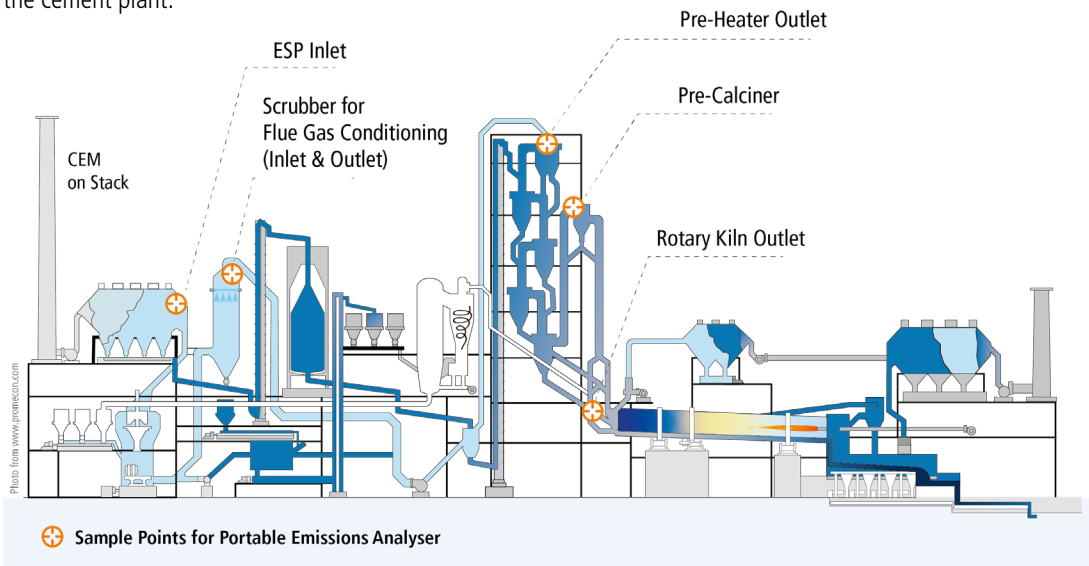 the cement plant.
Pre-Heater Outlet
ESP Inlet
Pre-Calciner
Scrubber for
Flue Gas Conditioning
(Inlet & Outlet)
CEM
on Stack
Rotary Kiln Outlet
Photo from www.promecon.com
Sample Points for Portable Emissions Analyser